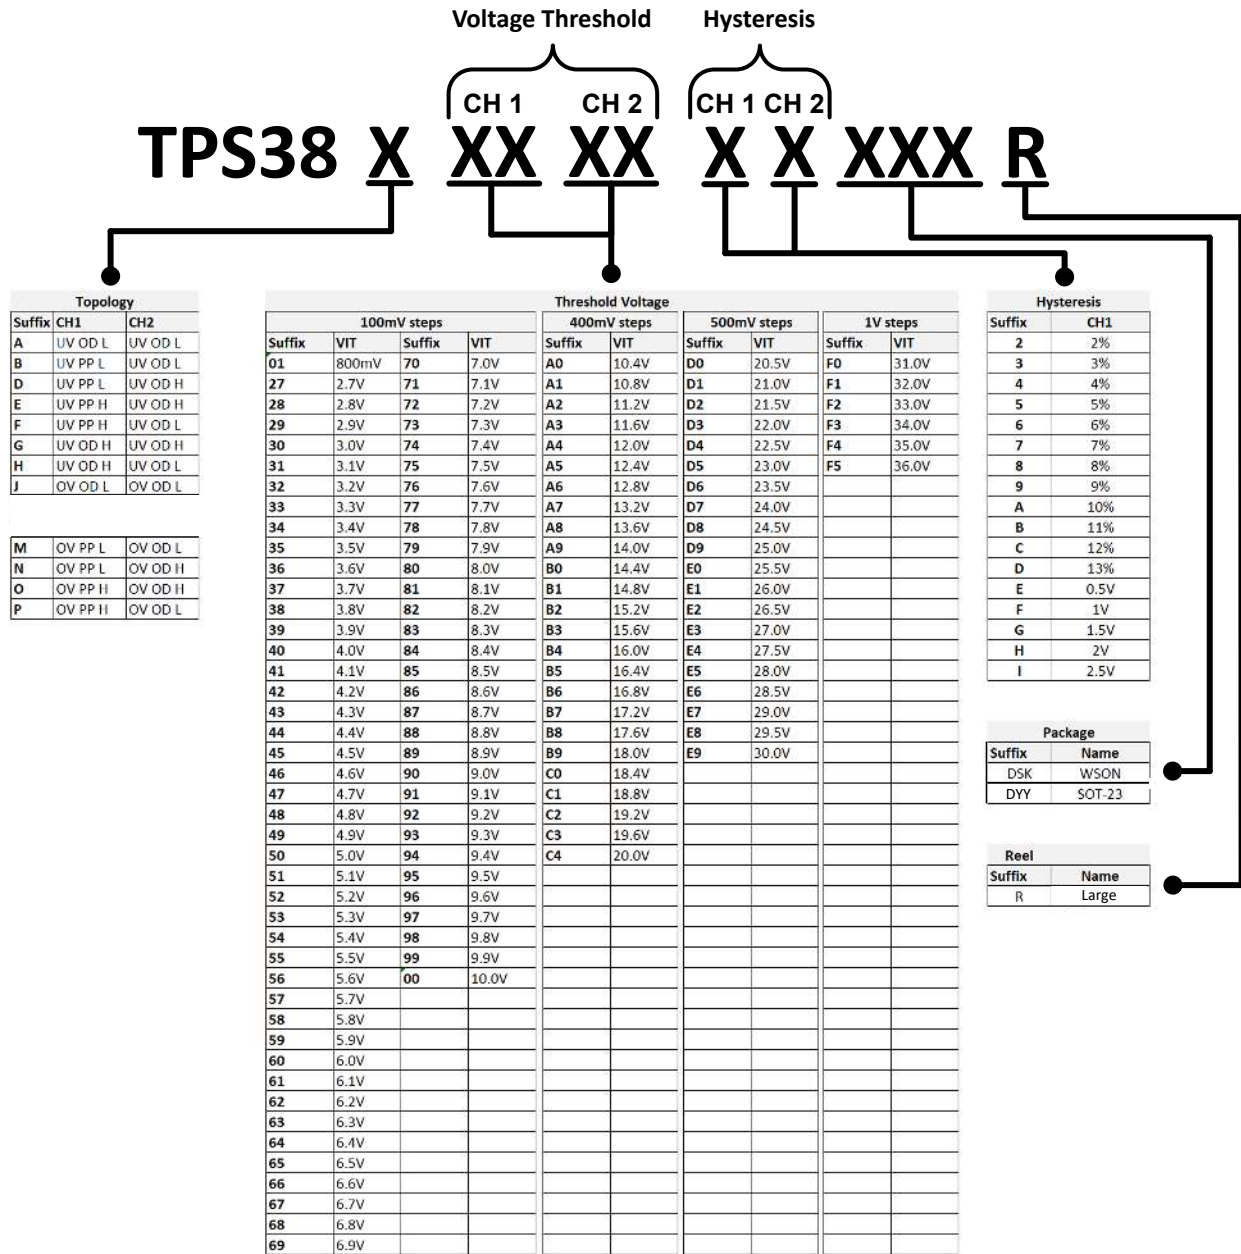 Voltage Threshold Hysteresis
CH 1 CH 2 CH 1 CH 2
TPS38 X XX XX X X XXX R
Topology
Suffix CH1 CH2
A UV OD L UV OD L
B UV PP L UV OD L
D UV PP L UV OD H
E UV PP H UV OD H
F UV PP H UV OD L
G UV OD H UV OD H
H UV OD H UV OD L
J OV OD L OV OD L
M OV PP L OV OD L
N OV PP L OV OD H
O OV PP H OV OD H
P OV PP H OV OD L
Threshold Voltage
100mV steps 400mV steps 500mV steps 1V steps
Suffix VIT Suffix VIT Suffix VIT Suffix VIT Suffix VIT
01 800mV 70 7.0V A0 10.4V D0 20.5V F0 31.0V
27 2.7V 71 7.1V A1 10.8V D1 21.0V F1 32.0V
28 2.8V 72 7.2V A2 11.2V D2 21.5V F2 33.0V
29 2.9V 73 7.3V A3 11.6V D3 22.0V F3 34.0V
30 3.0V 74 7.4V A4 12.0V D4 22.5V F4 35.0V
31 3.1V 75 7.5V A5 12.4V D5 23.0V F5 36.0V
32 3.2V 76 7.6V A6 12.8V D6 23.5V
33 3.3V 77 7.7V A7 13.2V D7 24.0V
34 3.4V 78 7.8V A8 13.6V D8 24.5V
35 3.5V 79 7.9V A9 14.0V D9 25.0V
36 3.6V 80 8.0V B0 14.4V E0 25.5V
37 3.7V 81 8.1V B1 14.8V E1 26.0V
38 3.8V 82 8.2V B2 15.2V E2 26.5V
39 3.9V 83 8.3V B3 15.6V E3 27.0V
40 4.0V 84 8.4V B4 16.0V E4 27.5V
41 4.1V 85 8.5V B5 16.4V E5 28.0V
42 4.2V 86 8.6V B6 16.8V E6 28.5V
43 4.3V 87 8.7V B7 17.2V E7 29.0V
44 4.4V 88 8.8V B8 17.6V E8 29.5V
45 4.5V 89 8.9V B9 18.0V E9 30.0V
46 4.6V 90 9.0V C0 18.4V
47 4.7V 91 9.1V C1 18.8V
48 4.8V 92 9.2V C2 19.2V
49 4.9V 93 9.3V C3 19.6V
50 5.0V 94 9.4V C4 20.0V
51 5.1V 95 9.5V
52 5.2V 96 9.6V
53 5.3V 97 9.7V
54 5.4V 98 9.8V
55 5.5V 99 9.9V
56 5.6V 00 10.0V
57 5.7V
58 5.8V
59 5.9V
60 6.0V
61 6.1V
62 6.2V
63 6.3V
64 6.4V
65 6.5V
66 6.6V
67 6.7V
68 6.8V
69 6.9V
Hysteresis
Suffix CH1
2 2%
3 3%
4 4%
5 5%
6 6%
7 7%
8 8%
9 9%
A 10%
B 11%
C 12%
D 13%
E 0.5V
F 1V
G 1.5V
H 2V
I 2.5V
Package
Suffix Name
DSK WSON
DYY SOT-23
Reel
Suffix Name
R Large